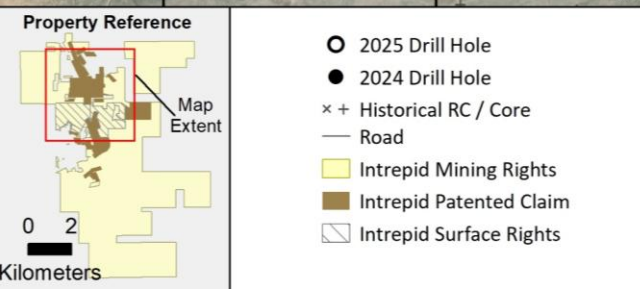 Property Reference
Map
Extent
0 2
Kilometers
2025 Drill Hole
2024 Drill Hole
× + Historical RC / Core
Road
Intrepid Mining Rights
Intrepid Patented Claim
Intrepid Surface Rights